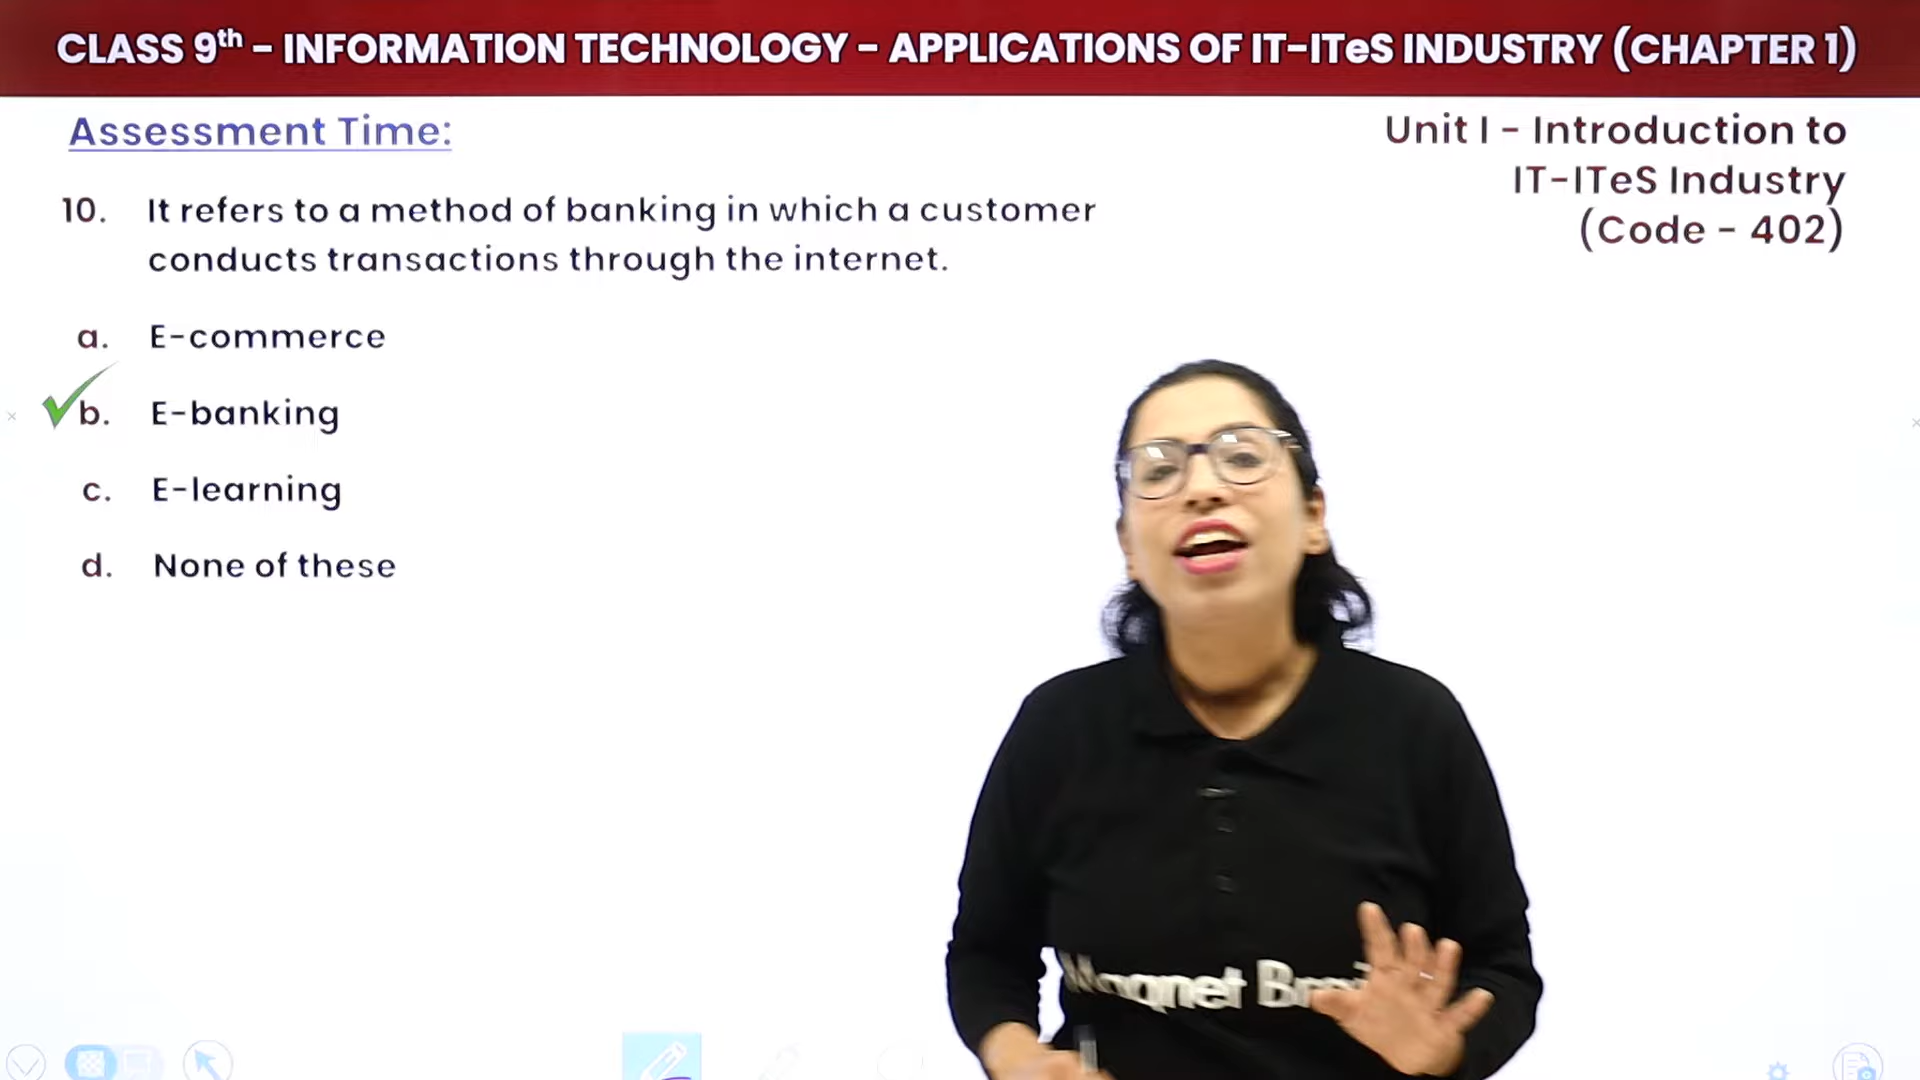 CLASS 9th - INFORMATION TECHNOLOGY - APPLICATIONS OF IT-ITeS INDUSTRY (CHAPTER 1)
Assessment Time:
Unit I - Introduction to
IT-ITeS Industry
(Code - 402)
10. It refers to a method of banking in which a customer
conducts transactions through the internet.
a. E-commerce
b. E-banking
c. E-learning
d. None of these
Magnet